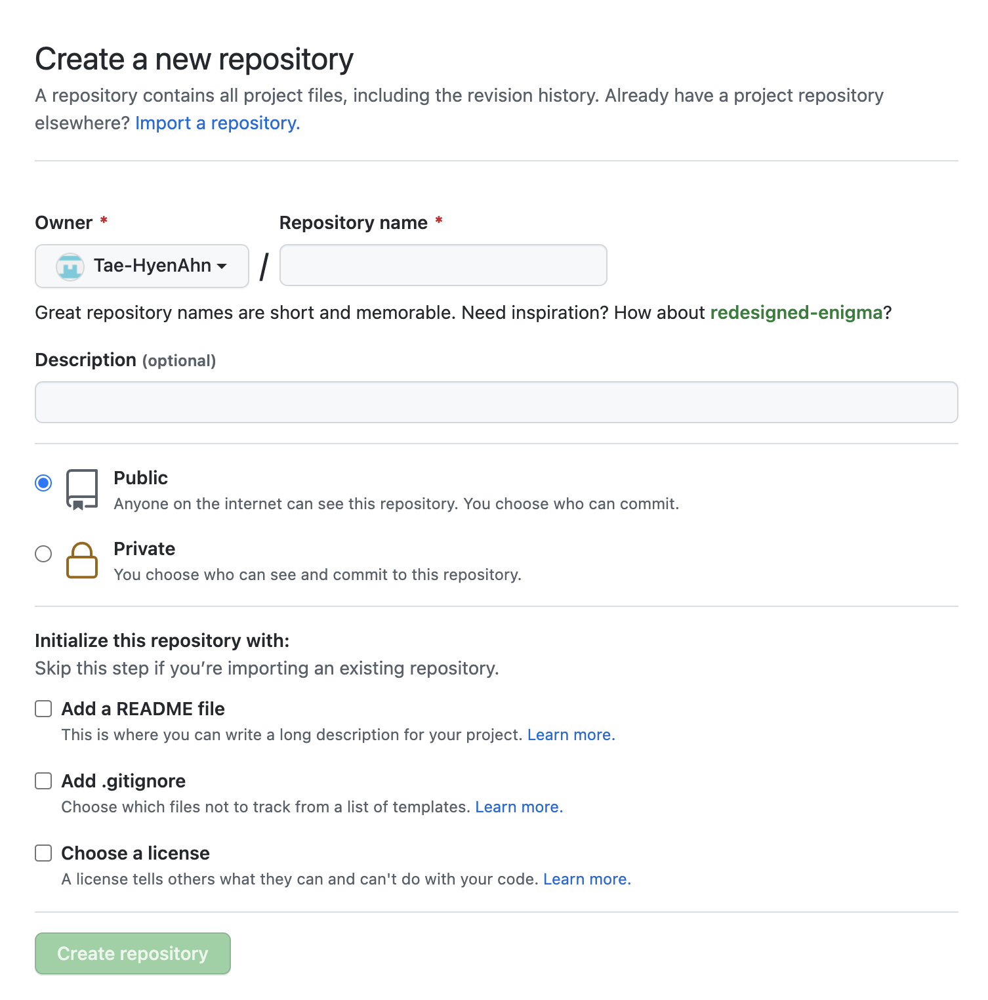 Create a new repository
A repository contains all project files, including the revision history. Already have a project repository
elsewhere? Import a repository.
Owner * Repository name *
Tae-HyenAhn /
Great repository names are short and memorable. Need inspiration? How about redesigned-enigma?
Description (optional)
Public
Anyone on the internet can see this repository. You choose who can commit.
Private
You choose who can see and commit to this repository.
Initialize this repository with:
Skip this step if you’re importing an existing repository.
Add a README file
This is where you can write a long description for your project. Learn more.
Add .gitignore
Choose which files not to track from a list of templates. Learn more.
Choose a license
A license tells others what they can and can't do with your code. Learn more.
Create repository